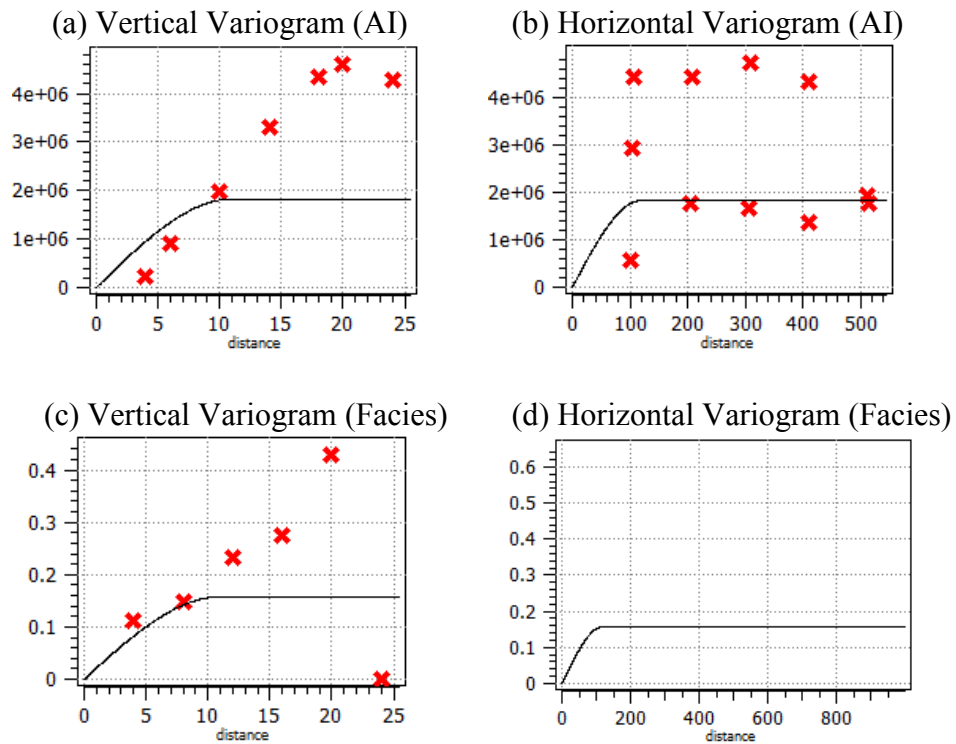 (a) Vertical Variogram (AI)
(b) Horizontal Variogram (AI)
4e+06
3e+06
2e+06
1e+06
0
0 5 10 15 20 25
distance
4e+06
3e+06
2e+06
1e+06
0
0 100 200 300 400 500
distance
(c) Vertical Variogram (Facies)
(d) Horizontal Variogram (Facies)
0.4
0.3
0.2
0.1
0
0 5 10 15 20 25
distance
0.6
0.5
0.4
0.3
0.2
0.1
0
0 200 400 600 800
distance